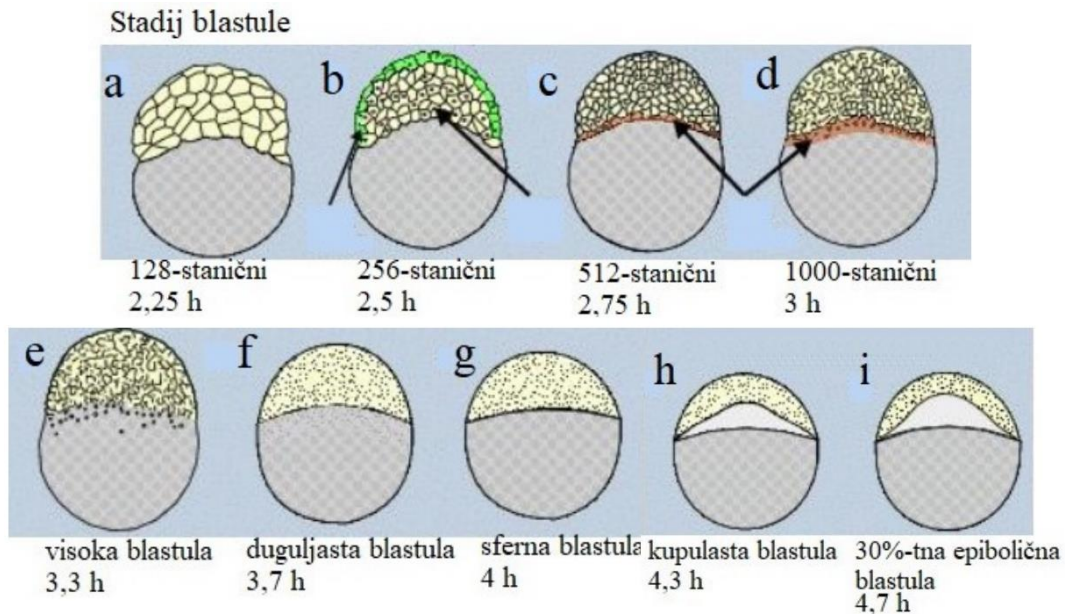 Stadij blastule
a b c d
128-stanični 256-stanični 512-stanični 1000-stanični
2,25 h 2,5 h 2,75 h 3 h
e f g h i
visoka blastula duguljasta blastula sferna blastula kupulasta blastula 30%-tna epibolična
blastula
3,3 h 3,7 h 4 h 4,3 h 4,7 h